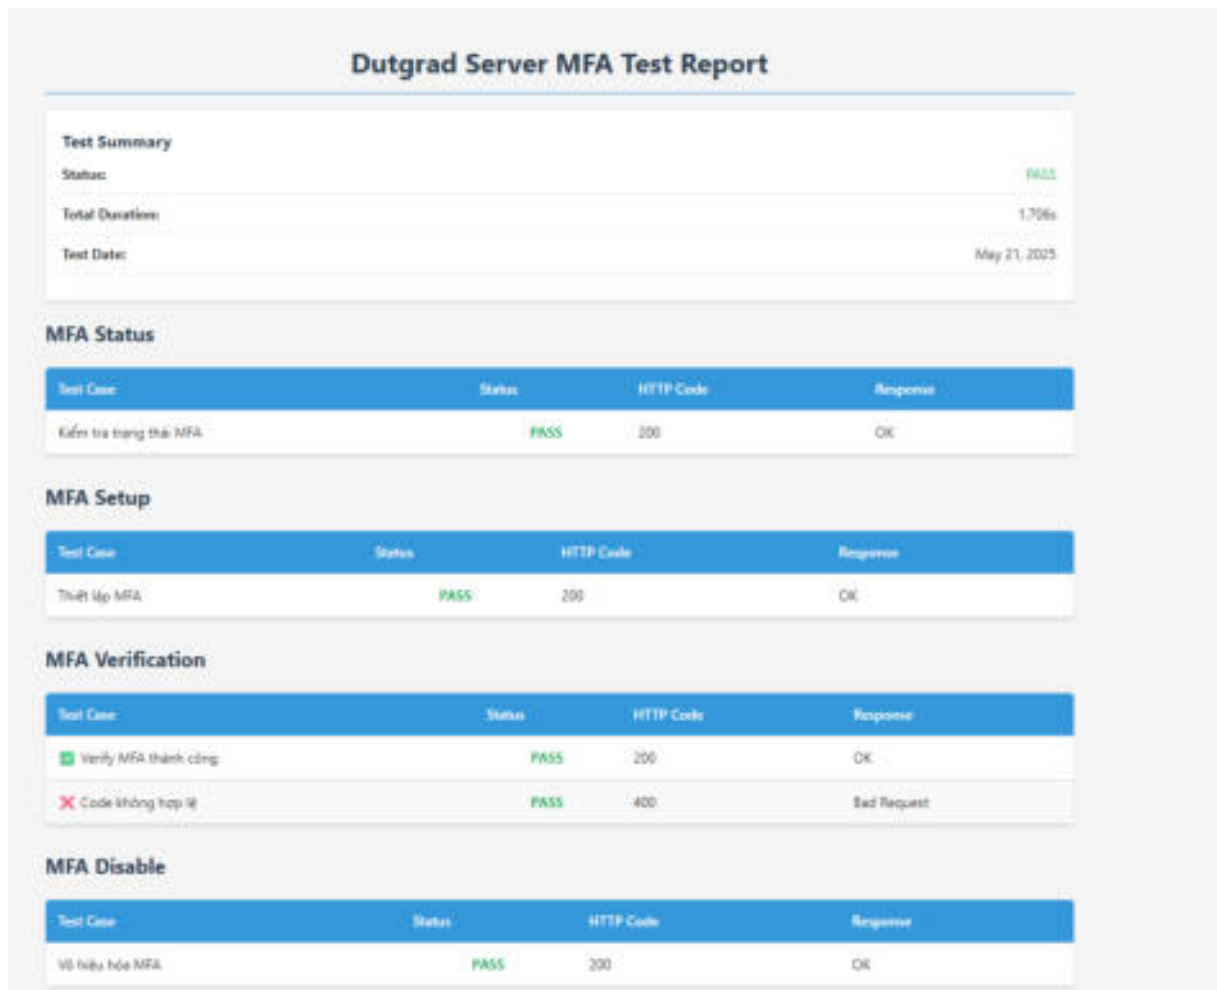 Dutgrad Server MFA Test Report
Test Summary
Status: PASS
Total Duration: 1.706s
Test Date: May 21, 2025
MFA Status
Test Case Status HTTP Code Response
Kiểm tra trạng thái MFA PASS 200 OK
MFA Setup
Test Case Status HTTP Code Response
Thiết lập MFA PASS 200 OK
MFA Verification
Test Case Status HTTP Code Response
✅ Verify MFA thành công PASS 200 OK
❌ Code không hợp lệ PASS 400 Bad Request
MFA Disable
Test Case Status HTTP Code Response
Vô hiệu hóa MFA PASS 200 OK